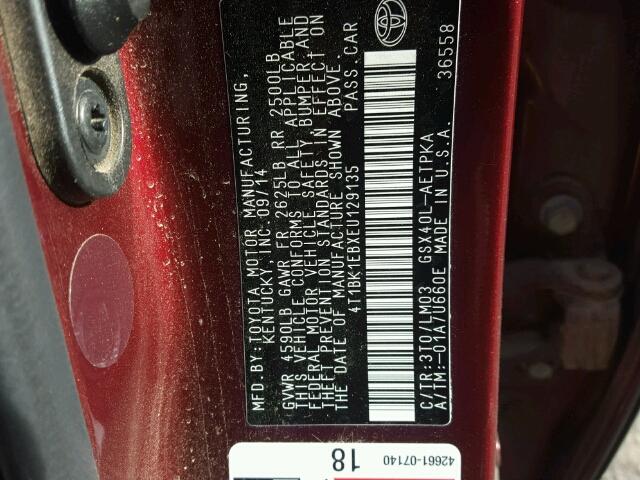 MFD.BY:TOYOTA MOTOR MANUFACTURING,
KENTUCKY, INC. 09/14
GVWR 4590LB GAWR FR 2625LB RR 2500LB
THIS VEHICLE CONFORMS TO ALL APPLICABLE
FEDERAL MOTOR VEHICLE SAFETY, BUMPER, AND
THEFT PREVENTION STANDARDS IN EFFECT ON
THE DATE OF MANUFACTURE SHOWN ABOVE.
4T1BK1EBXEU129135 PASS.CAR
C/TR:3T0/LM03 GSX40L-AETPKA
A/TM:-01A/U660E MADE IN U.S.A. 36558
42661-07140
18